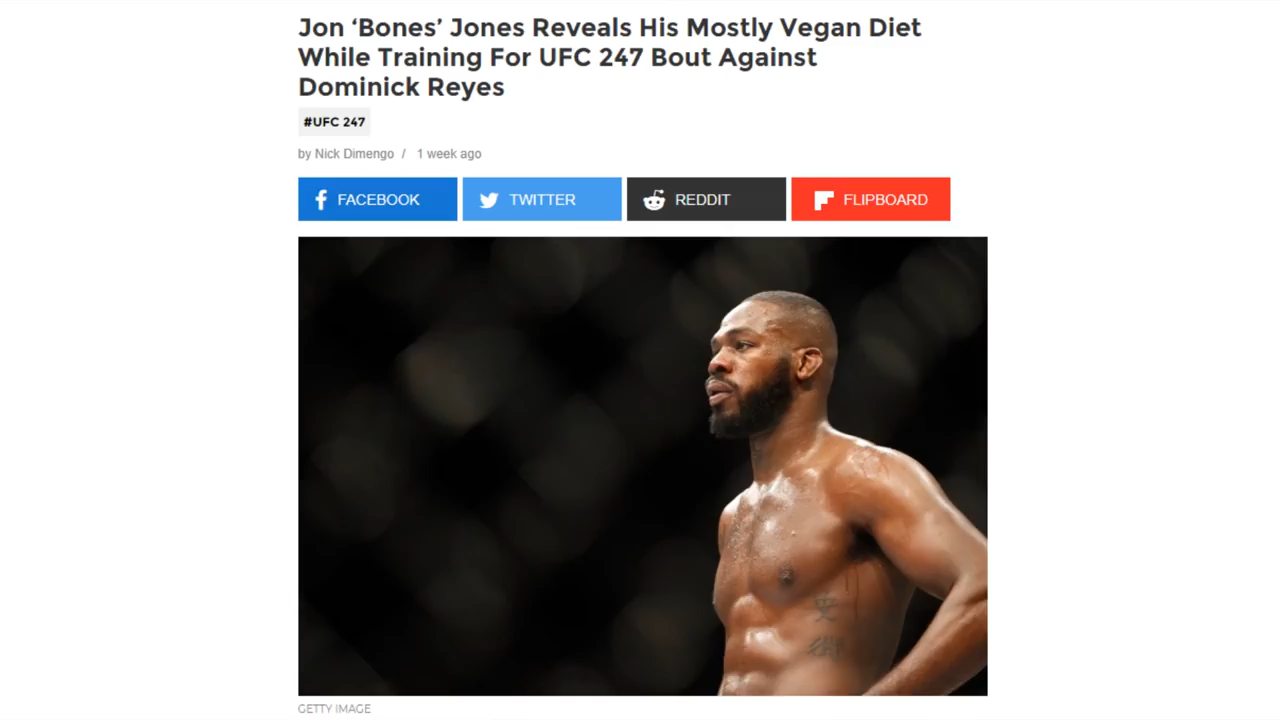 Jon ‘Bones’ Jones Reveals His Mostly Vegan Diet
While Training For UFC 247 Bout Against
Dominick Reyes
#UFC 247
by Nick Dimengo / 1 week ago
FACEBOOK TWITTER REDDIT FLIPBOARD
GETTY IMAGE